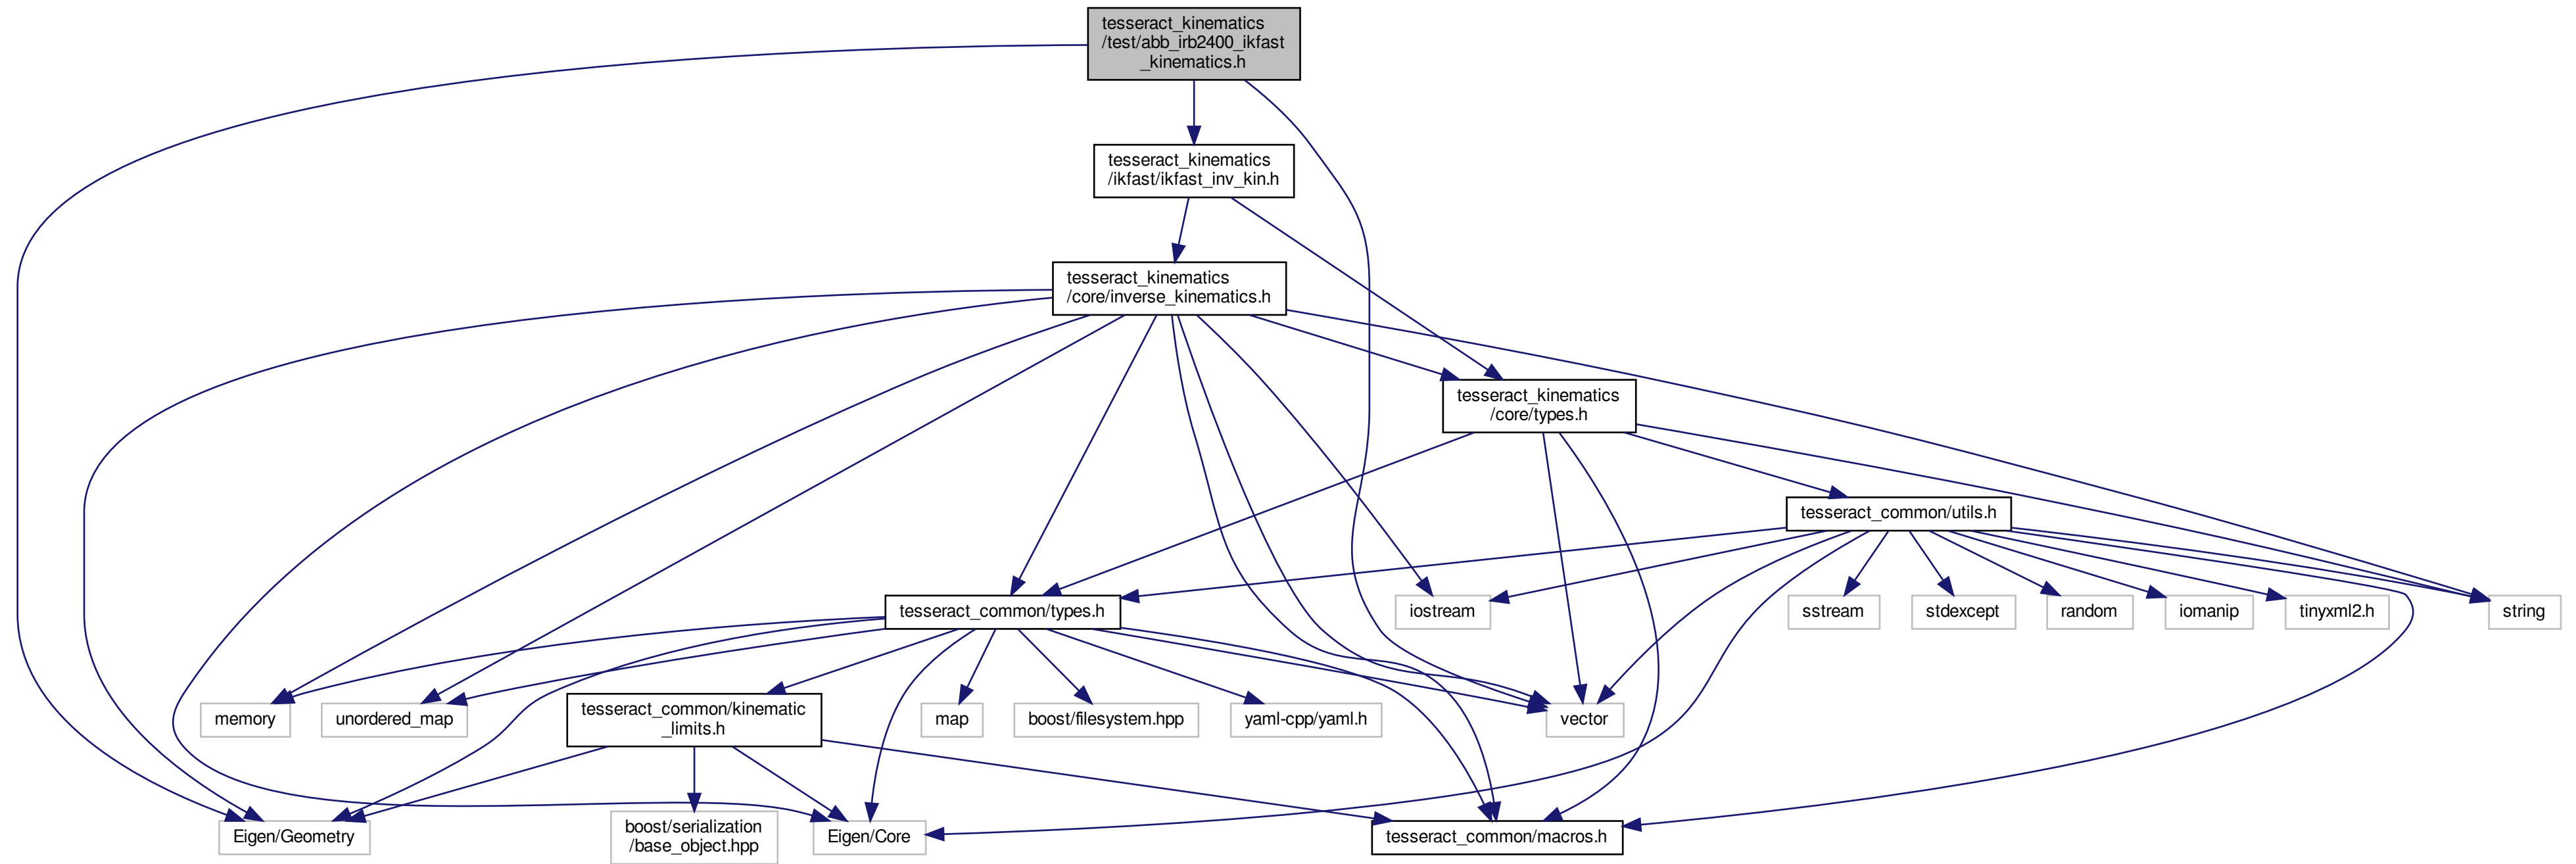 tesseract_kinematics
/test/abb_irb2400_ikfast
_kinematics.h
tesseract_kinematics
/ikfast/ikfast_inv_kin.h
tesseract_kinematics
/core/inverse_kinematics.h
tesseract_kinematics
/core/types.h
tesseract_common/utils.h
tesseract_common/types.h
iostream
sstream
stdexcept
random
iomanip
tinyxml2.h
string
memory
unordered_map
tesseract_common/kinematic
_limits.h
map
boost/filesystem.hpp
yaml-cpp/yaml.h
vector
Eigen/Geometry
boost/serialization
/base_object.hpp
Eigen/Core
tesseract_common/macros.h